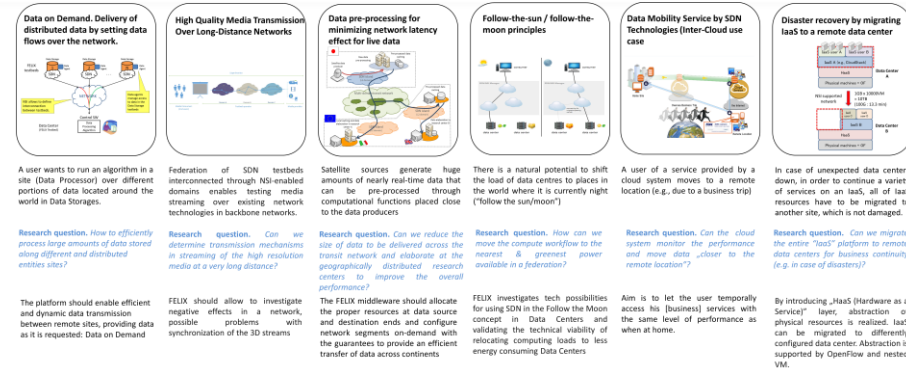 Data on Demand. Delivery of
distributed data by setting data
flows over the network.
A user wants to run an algorithm in a
site (Data Processor) over different
portions of data located around the
world in Data Storages.
Research question. How to efficiently
process large amounts of data stored
along different and distributed
entities sites?
The platform should enable efficient
and dynamic data transmission
between remote sites, providing data
as it is requested: Data on Demand
High Quality Media Transmission
Over Long-Distance Networks
Federation of SDN testbeds
interconnected through NSI-enabled
domains enables testing media
streaming over existing network
technologies in backbone networks.
Research question. Can we
determine transmission mechanisms
in streaming of the high resolution
media at a very long distance?
FELIX should allow to investigate
negative effects in a network,
possible problems with
synchronization of the 3D streams
Data pre-processing for
minimizing network latency
effect for live data
Satellite sources generate huge
amounts of nearly real-time data that
can be pre-processed through
computational functions placed close
to the data producers
Research question. Can we reduce the
size of data to be delivered across the
transit network and elaborate at the
geographically distributed research
centers to improve the overall
performance?
The FELIX middleware should allocate
the proper resources at data source
and destination ends and configure
network segments on-demand with
the guarantees to provide an efficient
transfer of data across continents
Follow-the-sun / follow-the-
moon principles
There is a natural potential to shift
the load of data centres to places in
the world where it is currently night
("follow the sun/moon")
Research question. How can we
move the compute workflow to the
nearest & greenest power
available in a federation?
FELIX investigates tech possibilities
for using SDN in the Follow the Moon
concept in Data Centers and
validating the technical viability of
relocating computing loads to less
energy consuming Data Centers
Data Mobility Service by SDN
Technologies (Inter-Cloud use
case
A user of a service provided by a
cloud system moves to a remote
location (e.g., due to a business trip)
Research question. Can the cloud
system monitor the performance
and move data „closer to the
remote location"?
Aim is to let the user temporally
access his [business] services with
the same level of performance as
when at home.
Disaster recovery by migrating
IaaS to a remote data center
HaaS
Data Center
A
HaaS
Data Center
B
In case of unexpected data center
down, in order to continue a variety
of services on an IaaS, all of IaaS
resources have to be migrated to
another site, which is not damaged.
Research question. Can we migrate
the entire "IaaS" platform to remote
data centers for business continuity
(e.g. in case of disasters)?
By introducing „HaaS (Hardware as a
Service)" layer, abstraction of
physical resources is realized. IaaS
can be migrated to differently
configured data center. Abstraction is
supported by OpenFlow and nested
VM.